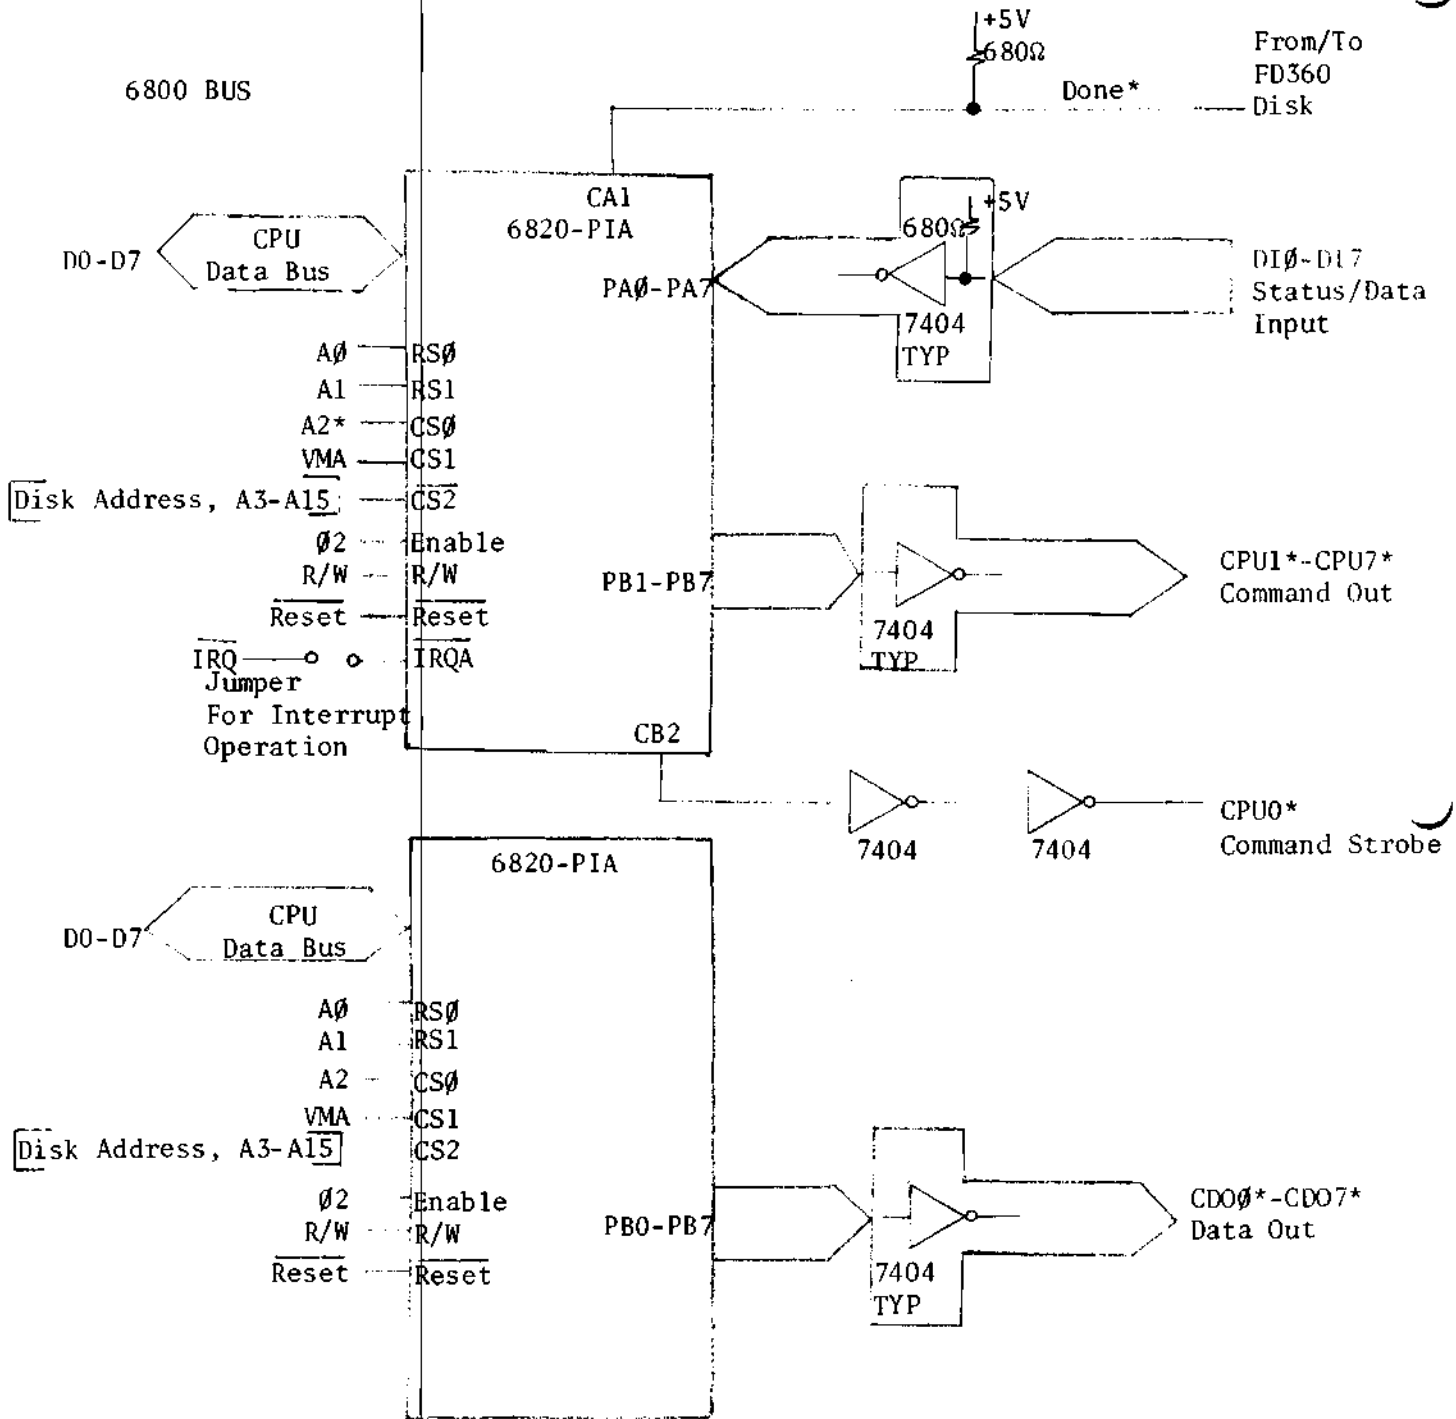 +5V
680Ω
From/To
FD360
Disk
6800 BUS
Done*
CA1
6820-PIA
+5V
680Ω
CPU
Data Bus
D0-D7
PAØ-PA7
7404
TYP
DIØ-DI7
Status/Data
Input
AØ RSØ
A1 RS1
A2* CSØ
VMA CS1
Disk Address, A3-A15 CS2
Ø2 Enable
R/W R/W
Reset Reset
IRQ IRQA
Jumper
For Interrupt
Operation
PB1-PB7
7404
TYP
CPU1*-CPU7*
Command Out
CB2
7404
7404
CPU0*
Command Strobe
6820-PIA
CPU
Data Bus
D0-D7
AØ RSØ
A1 RS1
A2 CSØ
VMA CS1
Disk Address, A3-A15 CS2
Ø2 Enable
R/W R/W
Reset Reset
PB0-PB7
7404
TYP
CDOØ*-CDO7*
Data Out